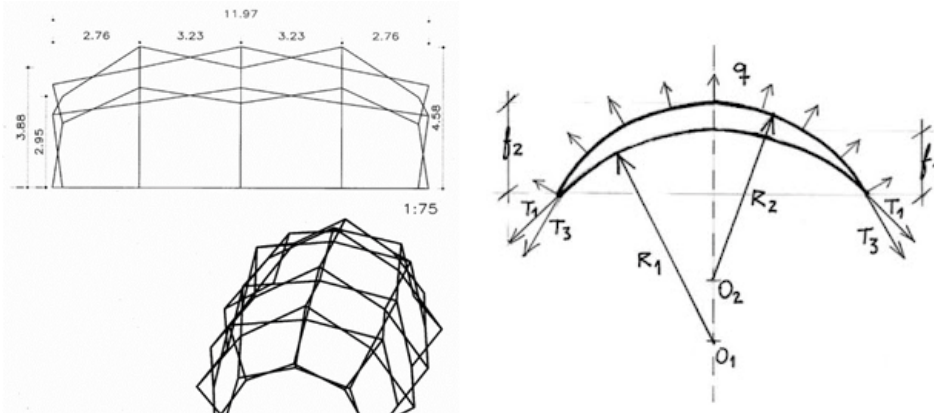 11.97
2.76 3.23 3.23 2.76
3.88
2.95
4.58
1:75
q
f2
T1
T3
R1
R2
T1
T3
O2
O1